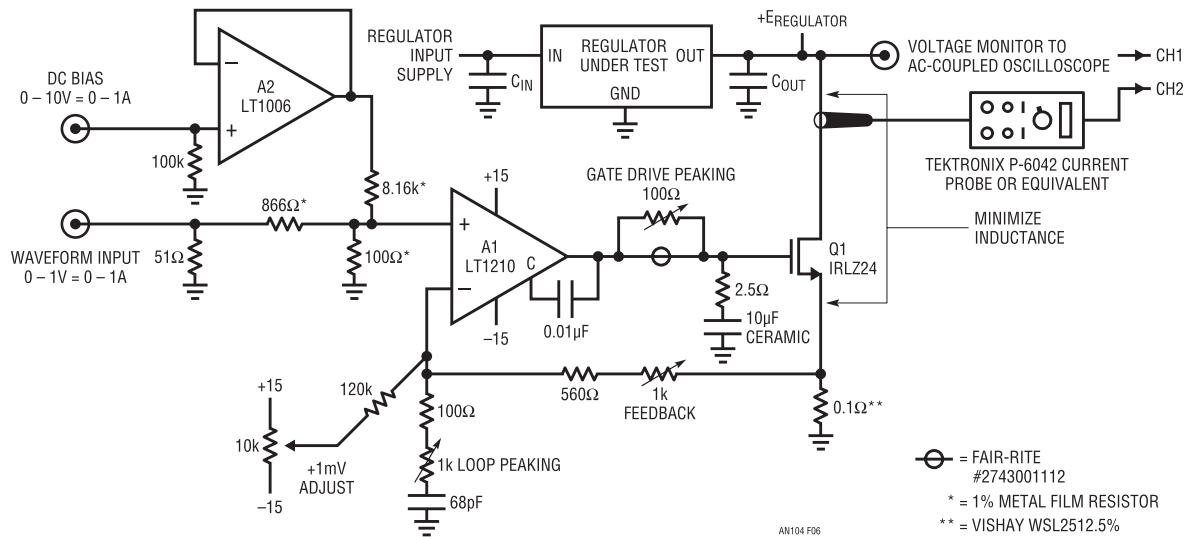 +EREGULATOR
REGULATOR
INPUT
SUPPLY
IN
REGULATOR
UNDER TEST
OUT
GND
CIN
COUT
VOLTAGE MONITOR TO
AC-COUPLED OSCILLOSCOPE
CH1
CH2
DC BIAS
0 – 10V = 0 – 1A
–
A2
LT1006
+
100k
8.16k*
TEKTRONIX P-6042 CURRENT
PROBE OR EQUIVALENT
GATE DRIVE PEAKING
100Ω
+15
866Ω*
MINIMIZE
INDUCTANCE
WAVEFORM INPUT
0 – 1V = 0 – 1A
51Ω
100Ω*
+
A1
LT1210
C
–
–15
0.01µF
Q1
IRLZ24
2.5Ω
10µF
CERAMIC
120k
560Ω
1k
FEEDBACK
0.1Ω**
+15
10k
–15
+1mV
ADJUST
100Ω
1k LOOP PEAKING
68pF
= FAIR-RITE
#2743001112
* = 1% METAL FILM RESISTOR
** = VISHAY WSL2512.5%
AN104 F06